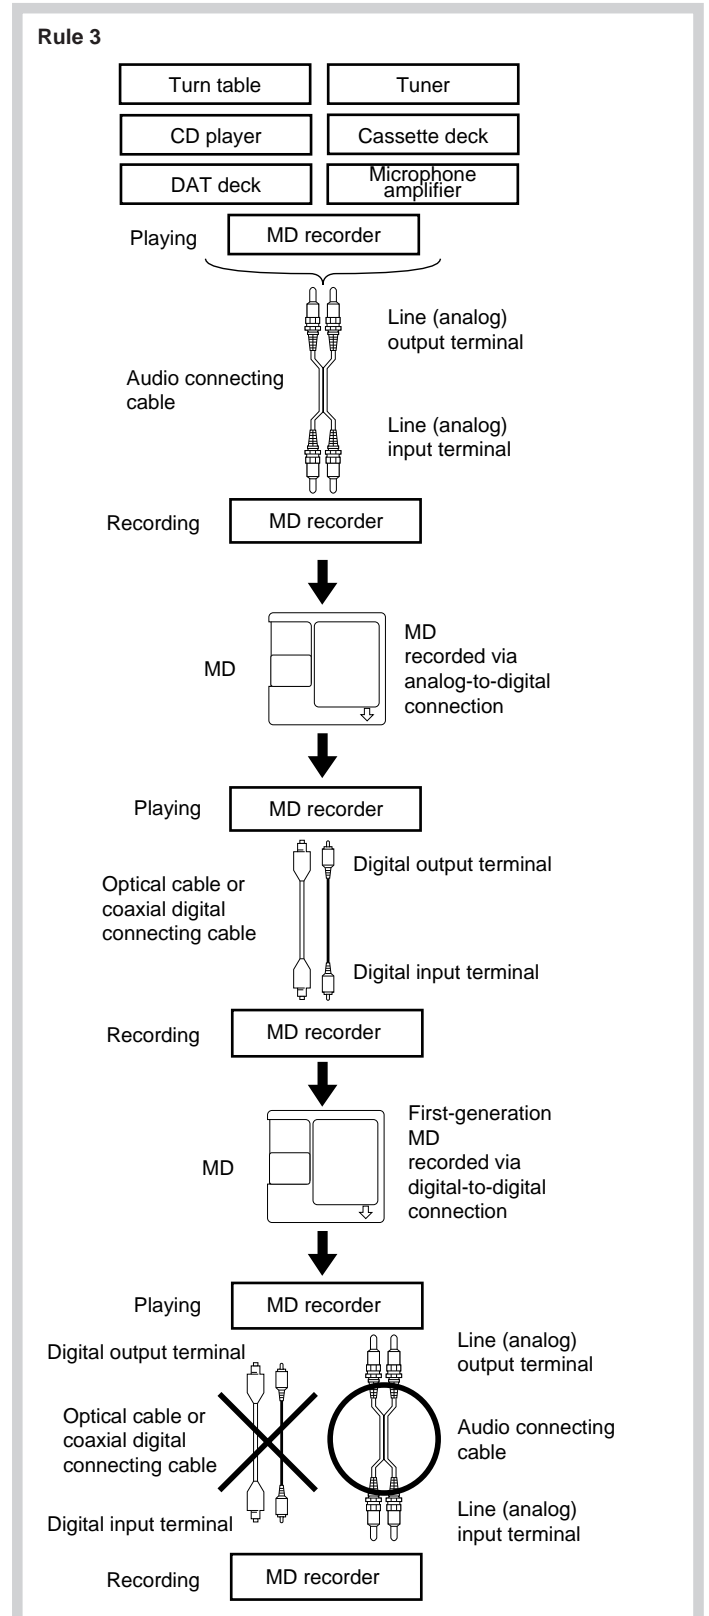 Rule 3
Turn table
Tuner
CD player
Cassette deck
DAT deck
Microphone
amplifier
Playing
MD recorder
Line (analog)
output terminal
Audio connecting
cable
Line (analog)
input terminal
Recording
MD recorder
MD
MD
recorded via
analog-to-digital
connection
Playing
MD recorder
Digital output terminal
Optical cable or
coaxial digital
connecting cable
Digital input terminal
Recording
MD recorder
MD
First-generation
MD
recorded via
digital-to-digital
connection
Playing
MD recorder
Digital output terminal
Line (analog)
output terminal
Optical cable or
coaxial digital
connecting cable
Audio connecting
cable
Digital input terminal
Line (analog)
input terminal
Recording
MD recorder